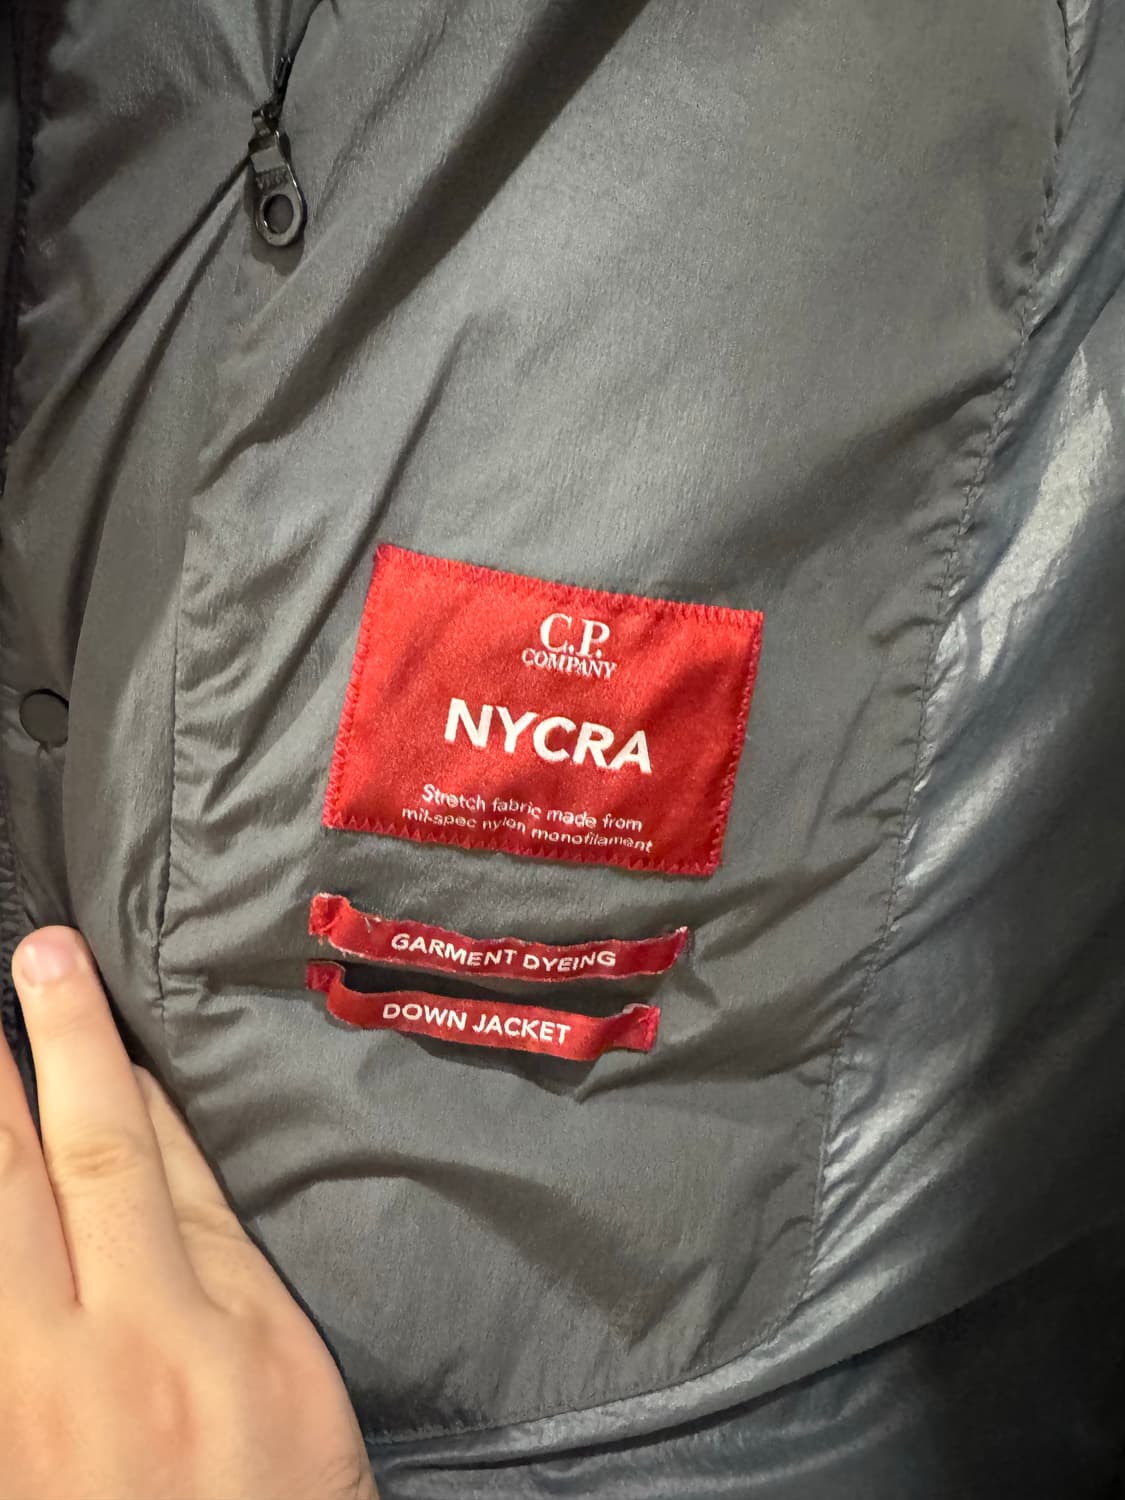 C.P.
COMPANY
NYCRA
Stretch fabric made from
mil-spec nylon monofilament
GARMENT DYEING
DOWN JACKET